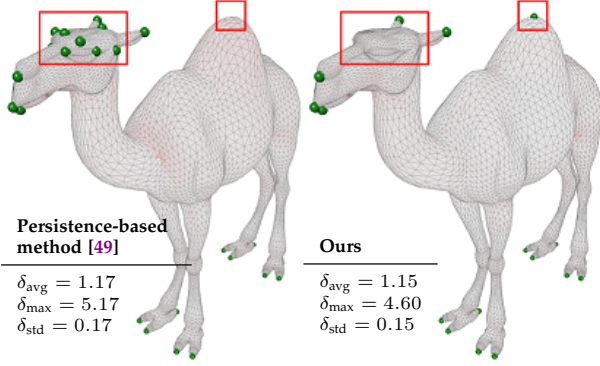 Persistence-based
method [49]
δavg = 1.17
δmax = 5.17
δstd = 0.17
Ours
δavg = 1.15
δmax = 4.60
δstd = 0.15